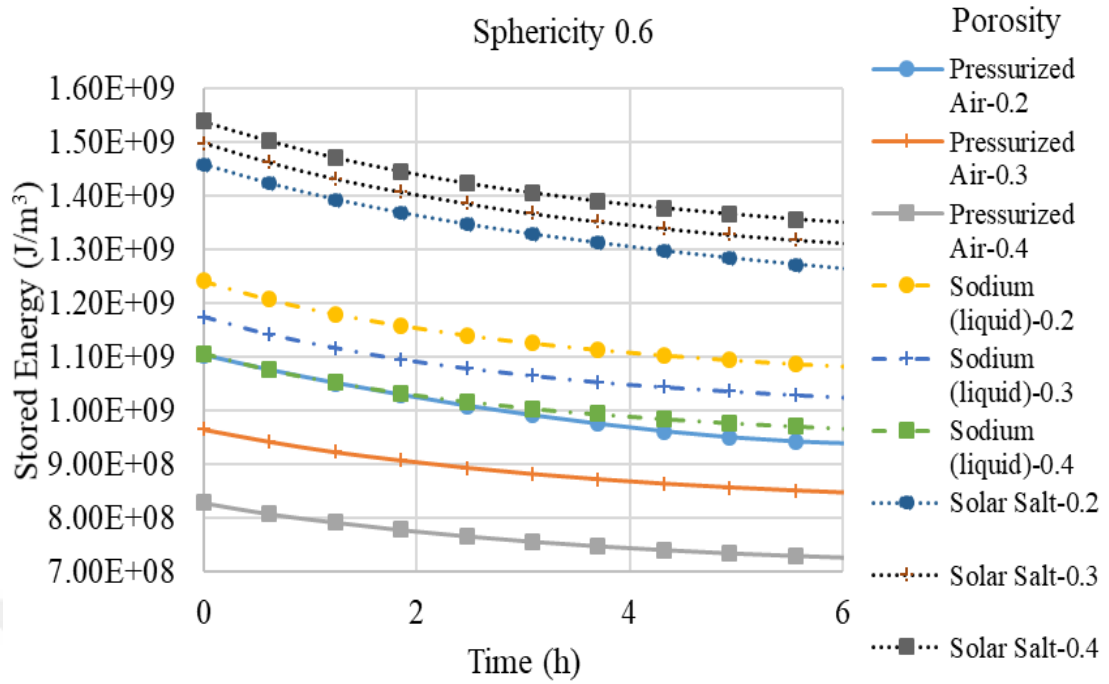 Sphericity 0.6
Porosity
Stored Energy (J/m³)
1.60E+09
1.50E+09
1.40E+09
1.30E+09
1.20E+09
1.10E+09
1.00E+09
9.00E+08
8.00E+08
7.00E+08
0
2
4
6
Time (h)
Pressurized
Air-0.2
Pressurized
Air-0.3
Pressurized
Air-0.4
Sodium
(liquid)-0.2
Sodium
(liquid)-0.3
Sodium
(liquid)-0.4
Solar Salt-0.2
Solar Salt-0.3
Solar Salt-0.4